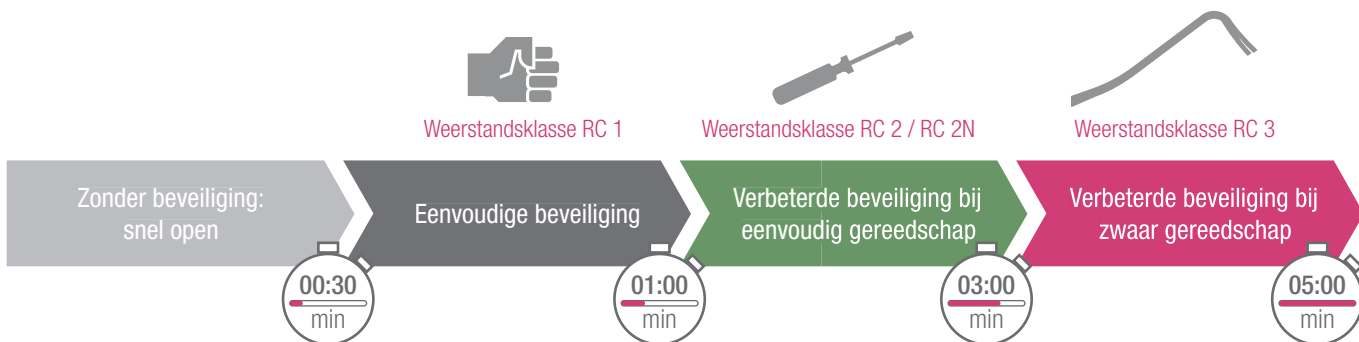 Weerstandsklasse RC 1
Weerstandsklasse RC 2 / RC 2N
Weerstandsklasse RC 3
Zonder beveiliging:
snel open
Eenvoudige beveiliging
Verbeterde beveiliging bij
eenvoudig gereedschap
Verbeterde beveiliging bij
zwaar gereedschap
00:30
min
01:00
min
03:00
min
05:00
min